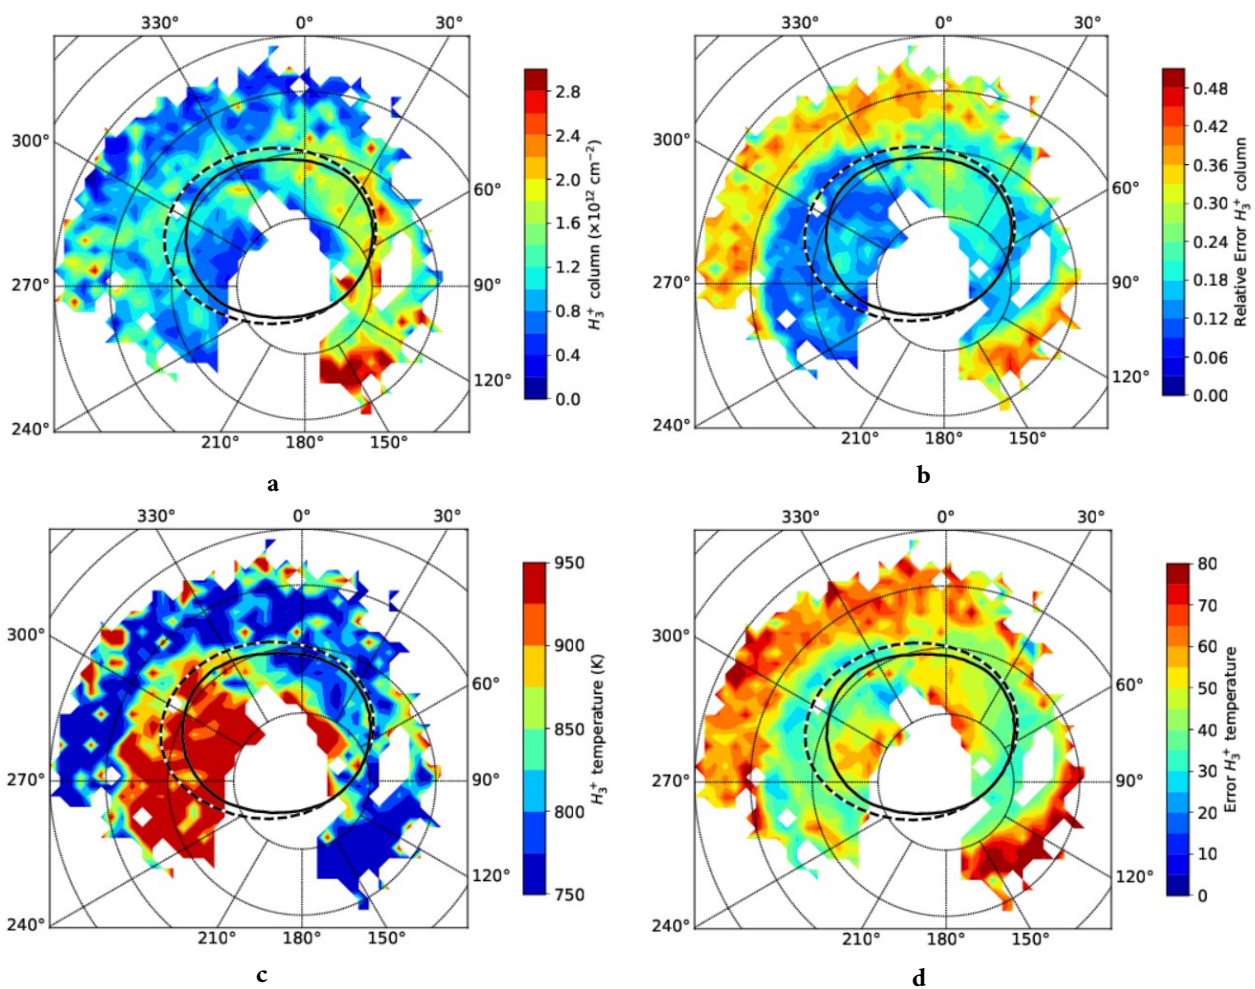 330° 0° 30°
300° 60°
270° 90°
240° 120°
210° 180° 150°
2.8
2.4
2.0
1.6
1.2
0.8
0.4
0.0
H₃⁺ column (×10¹² cm⁻²)
a
330° 0° 30°
300° 60°
270° 90°
240° 120°
210° 180° 150°
0.48
0.42
0.36
0.30
0.24
0.18
0.12
0.06
0.00
Relative Error H₃⁺ column
b
330° 0° 30°
300° 60°
270° 90°
240° 120°
210° 180° 150°
950
900
850
800
750
H₃⁺ temperature (K)
c
330° 0° 30°
300° 60°
270° 90°
240° 120°
210° 180° 150°
80
70
60
50
40
30
20
10
0
Error H₃⁺ temperature
d